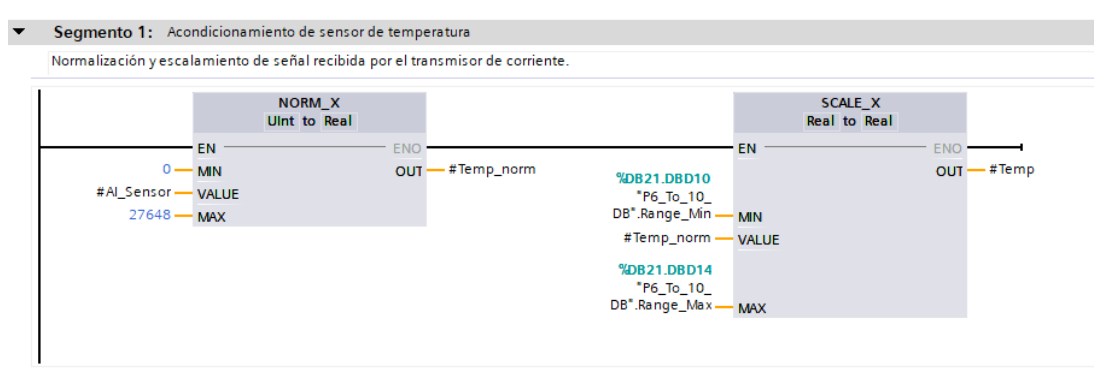 Segmento 1: Acondicionamiento de sensor de temperatura
Normalización y escalamiento de señal recibida por el transmisor de corriente.
NORM_X
UInt to Real
EN
ENO
0
MIN
OUT
#Temp_norm
#AI_Sensor
VALUE
27648
MAX
SCALE_X
Real to Real
EN
ENO
OUT
#Temp
%DB21.DBD10
"P6_To_10_
DB".Range_Min
MIN
#Temp_norm
VALUE
%DB21.DBD14
"P6_To_10_
DB".Range_Max
MAX